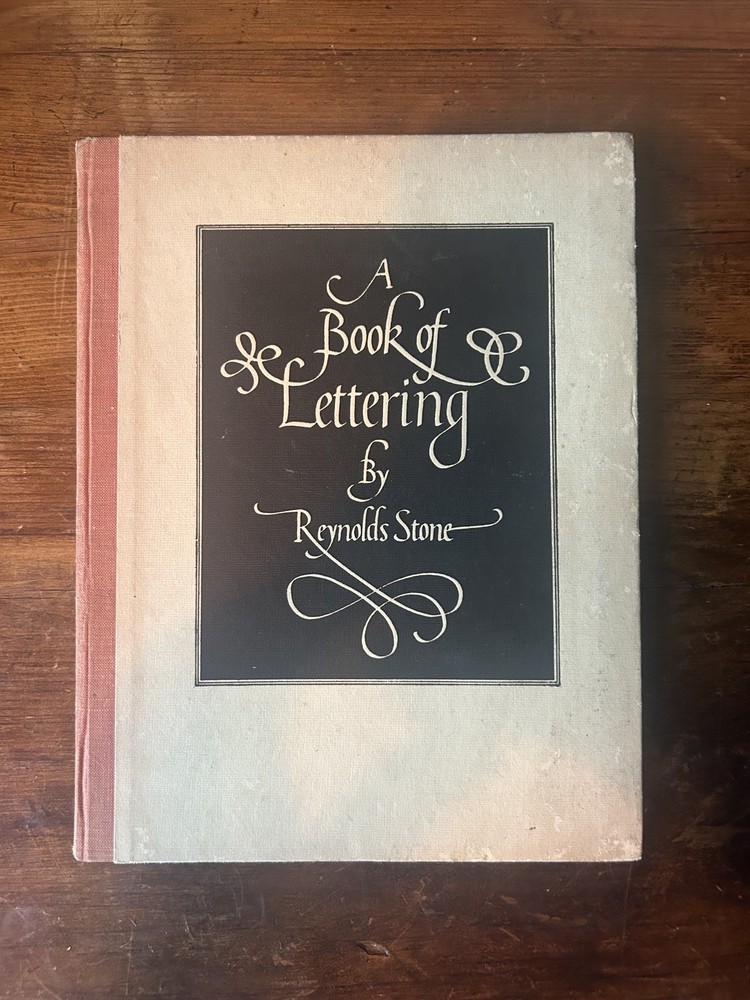 A
Book of
Lettering
By
Reynolds Stone